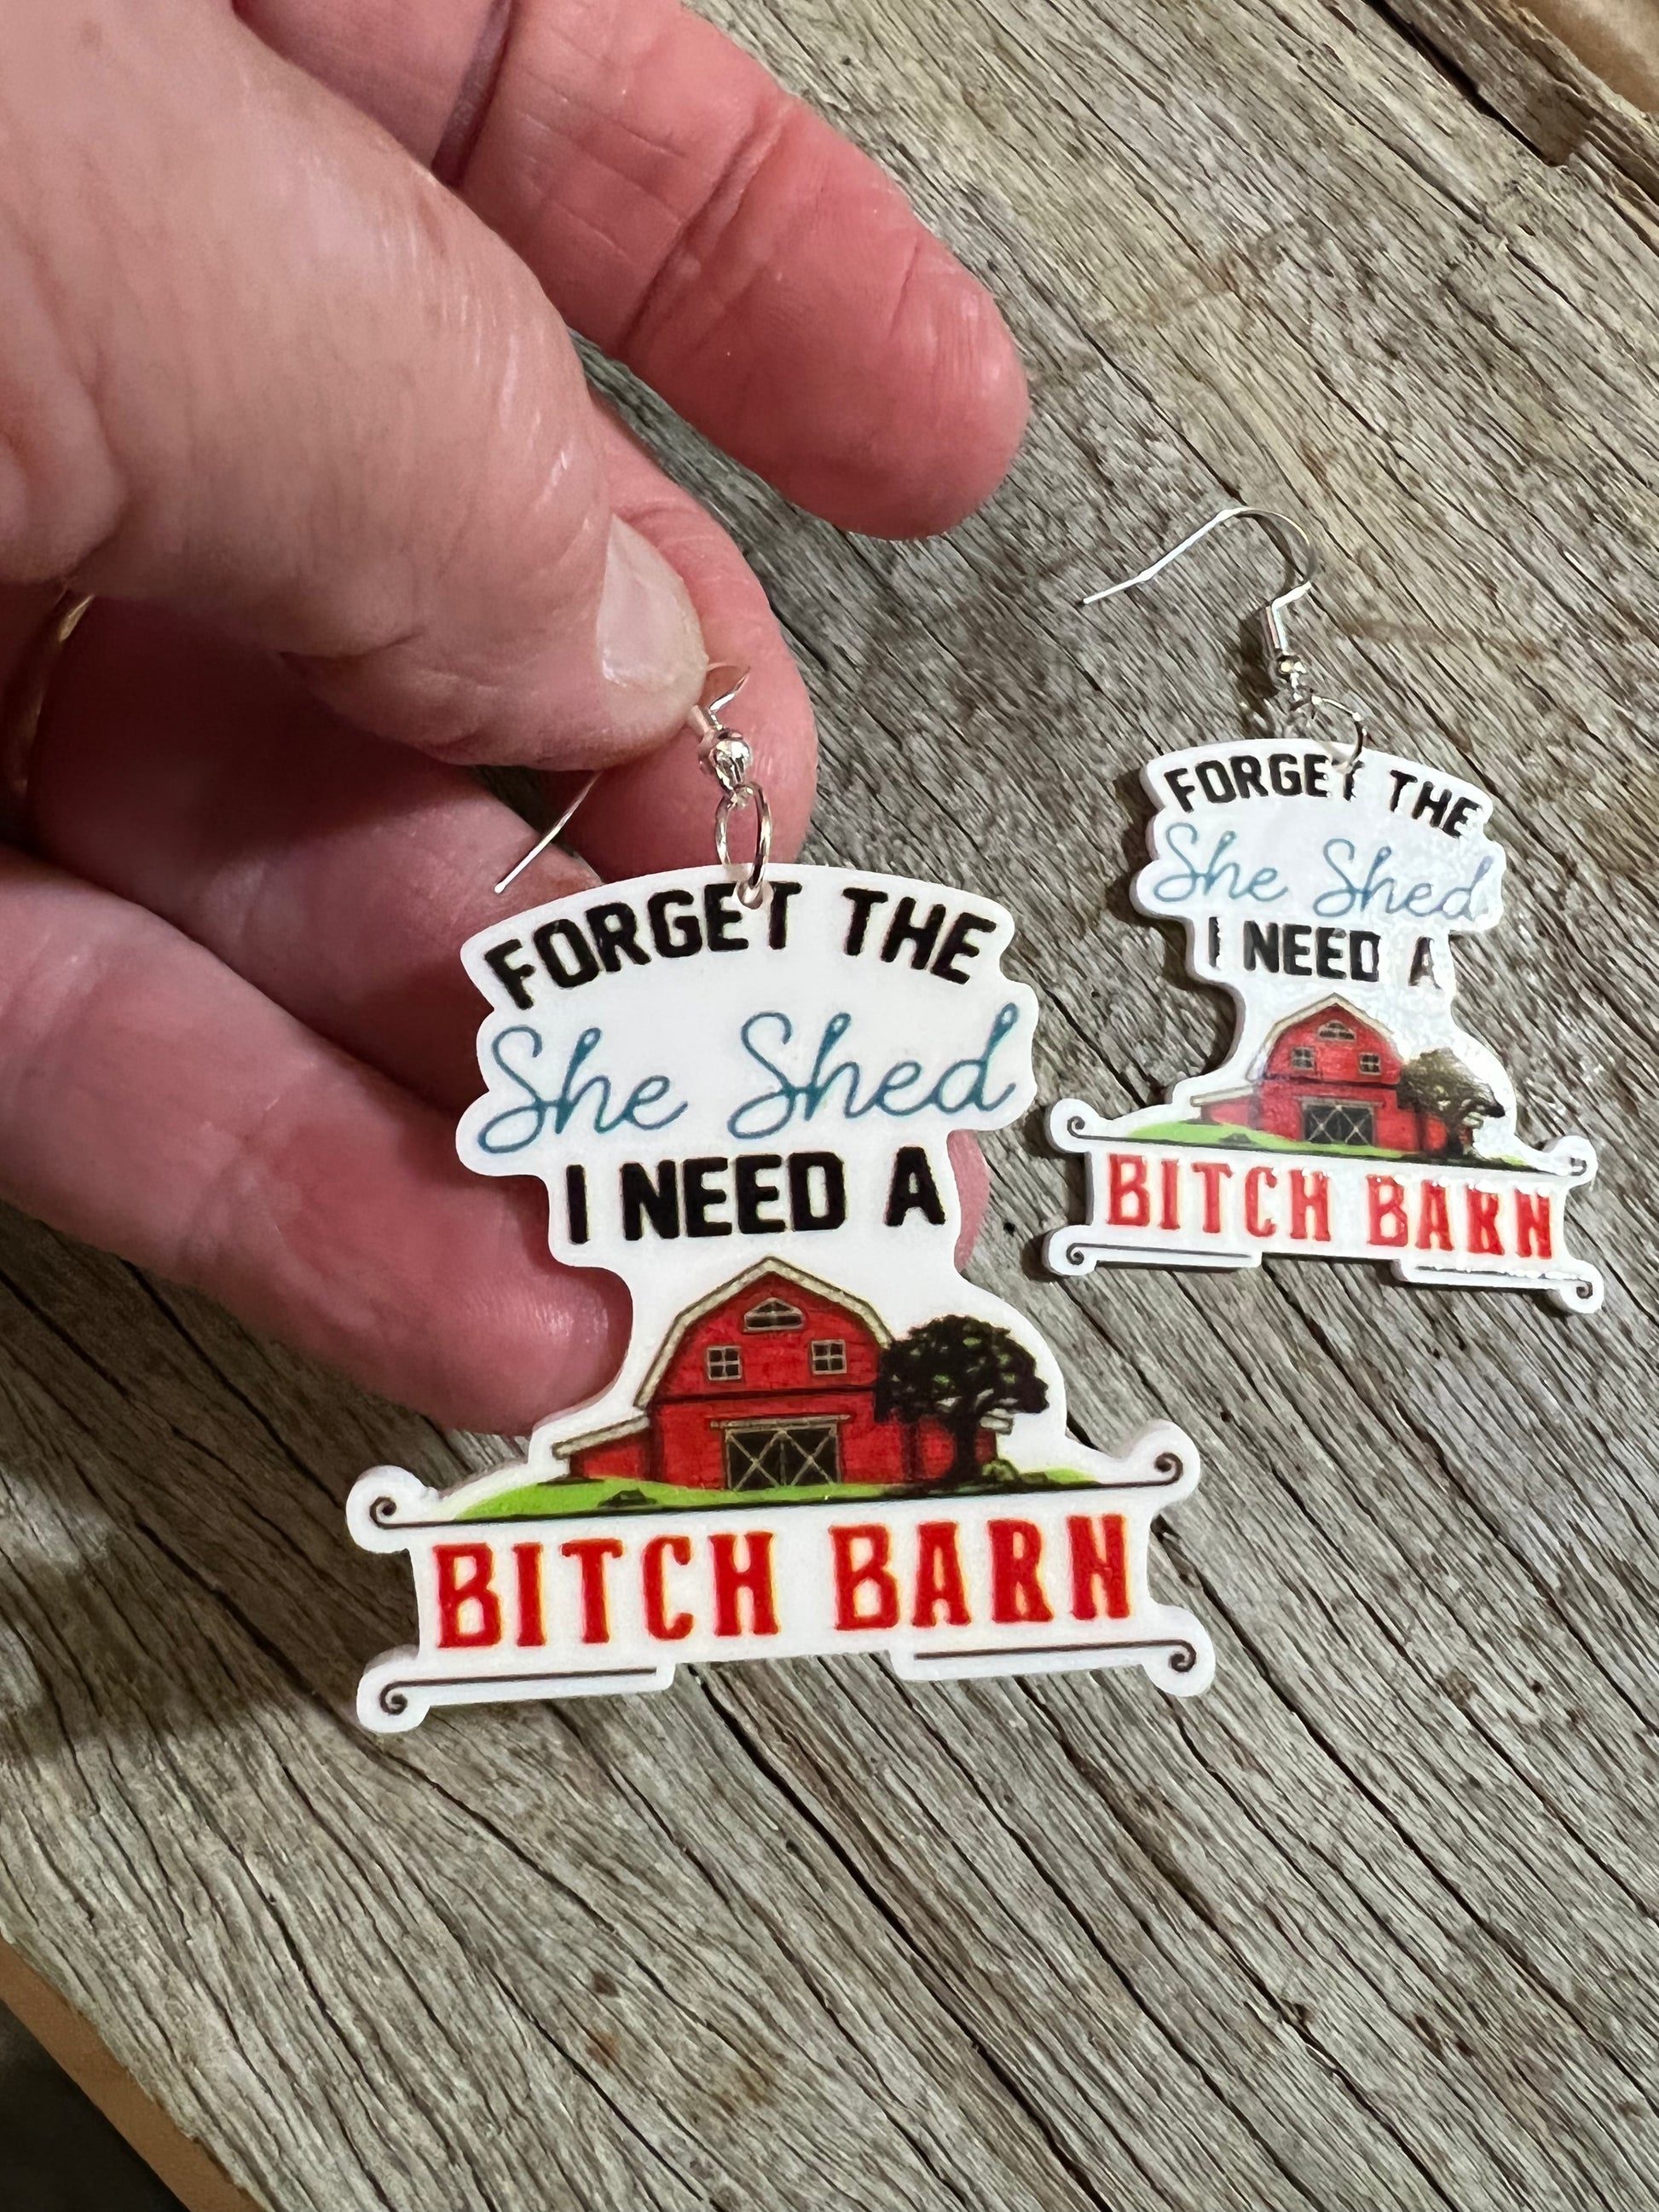 FORGET THE
She Shed
I NEED A
BITCH BARN
FORGET THE
She Shed
I NEED A
BITCH BARN